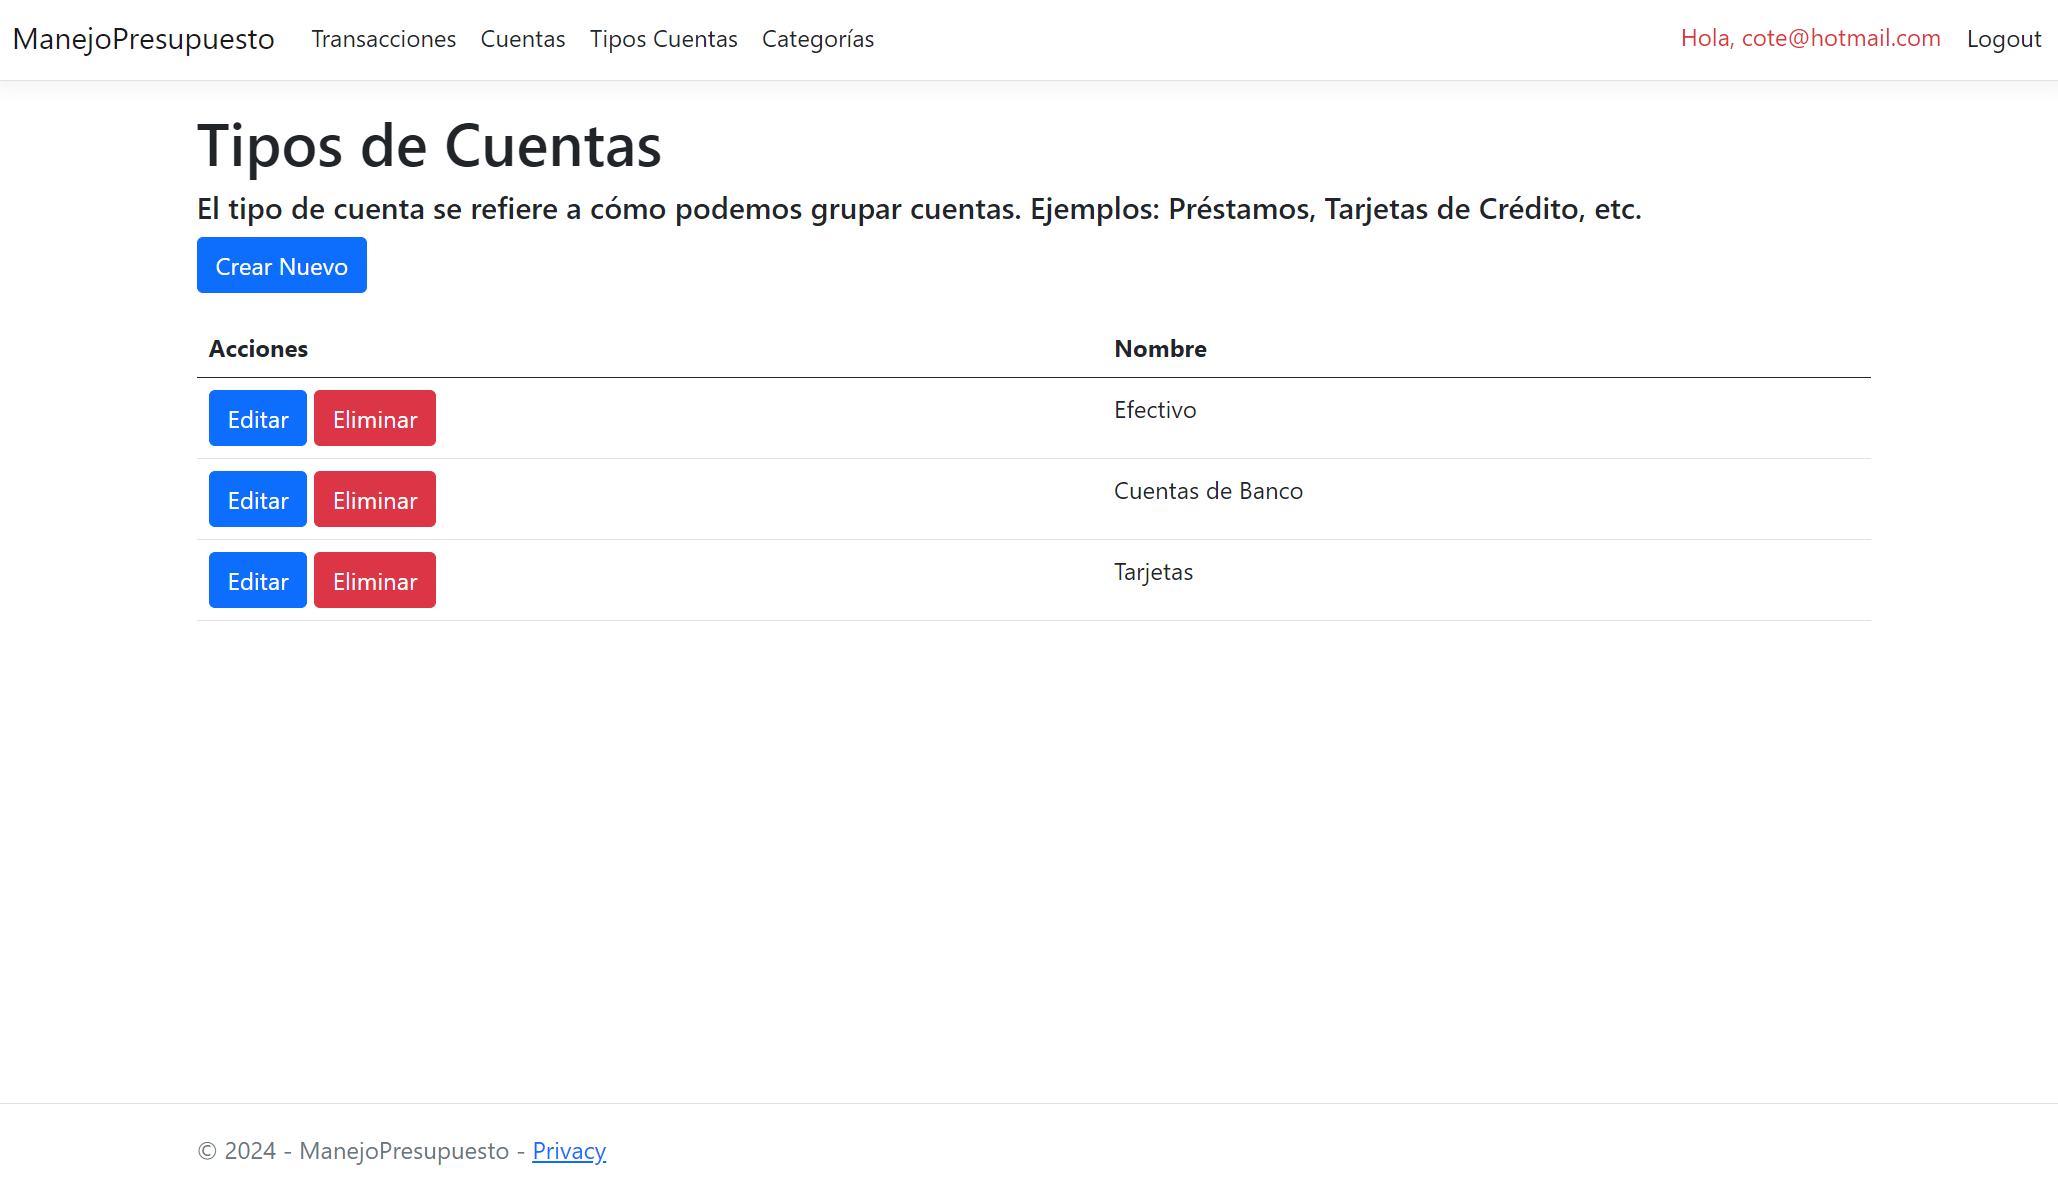 ManejoPresupuesto Transacciones Cuentas Tipos Cuentas Categorías Hola, cote@hotmail.com Logout
Tipos de Cuentas
El tipo de cuenta se refiere a cómo podemos grupar cuentas. Ejemplos: Préstamos, Tarjetas de Crédito, etc.
Crear Nuevo
Acciones Nombre
Editar Eliminar Efectivo
Editar Eliminar Cuentas de Banco
Editar Eliminar Tarjetas
© 2024 - ManejoPresupuesto - Privacy